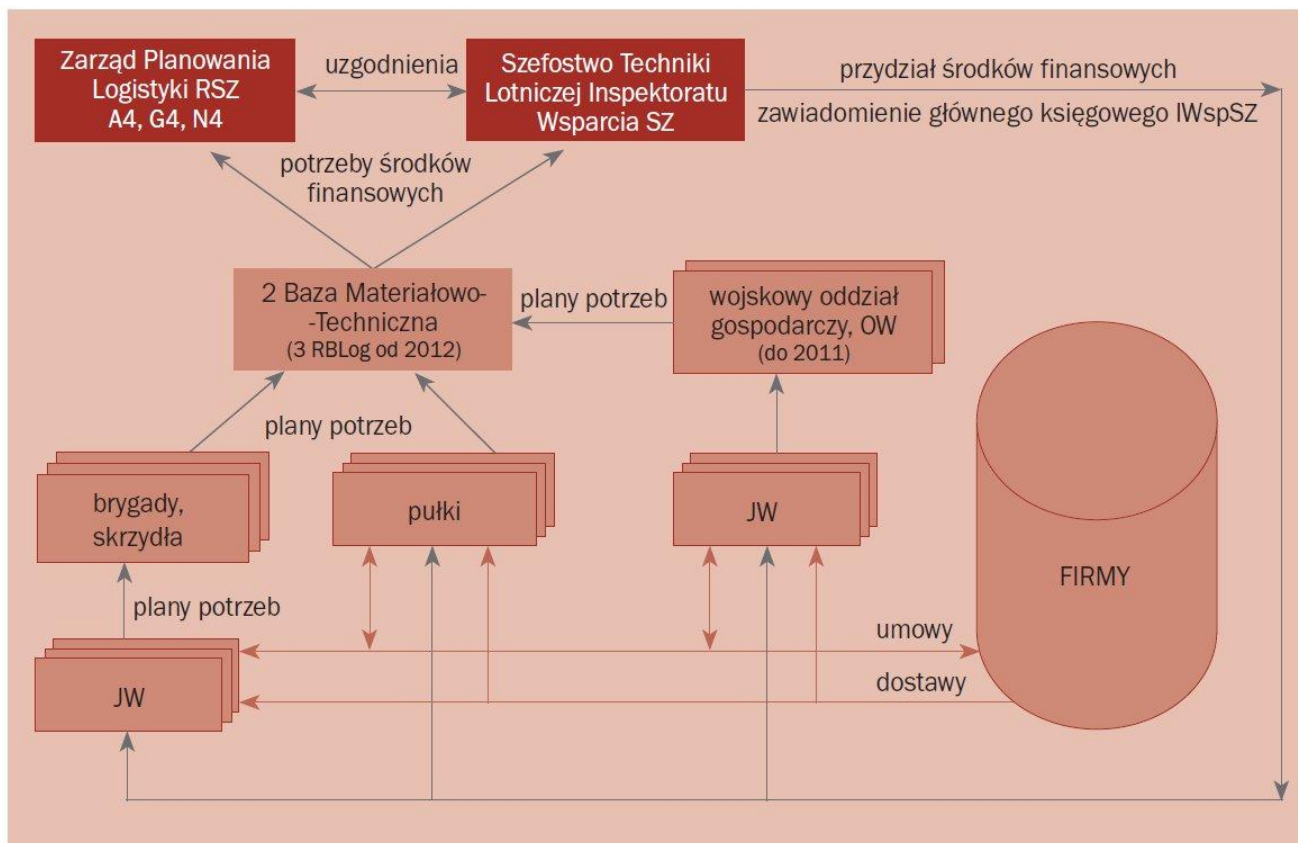 Zarząd Planowania
Logistyki RSZ
A4, G4, N4
uzgodnienia
Szefostwo Techniki
Lotniczej Inspektoratu
Wsparcia SZ
przydział środków finansowych
zawiadomienie głównego księgowego IWspSZ
potrzeby środków
finansowych
2 Baza Materiałowo-
-Techniczna
(3 RBLog od 2012)
plany potrzeb
wojskowy oddział
gospodarczy, OW
(do 2011)
plany potrzeb
brygady,
skrzydła
pułki
JW
FIRMY
plany potrzeb
umowy
JW
dostawy